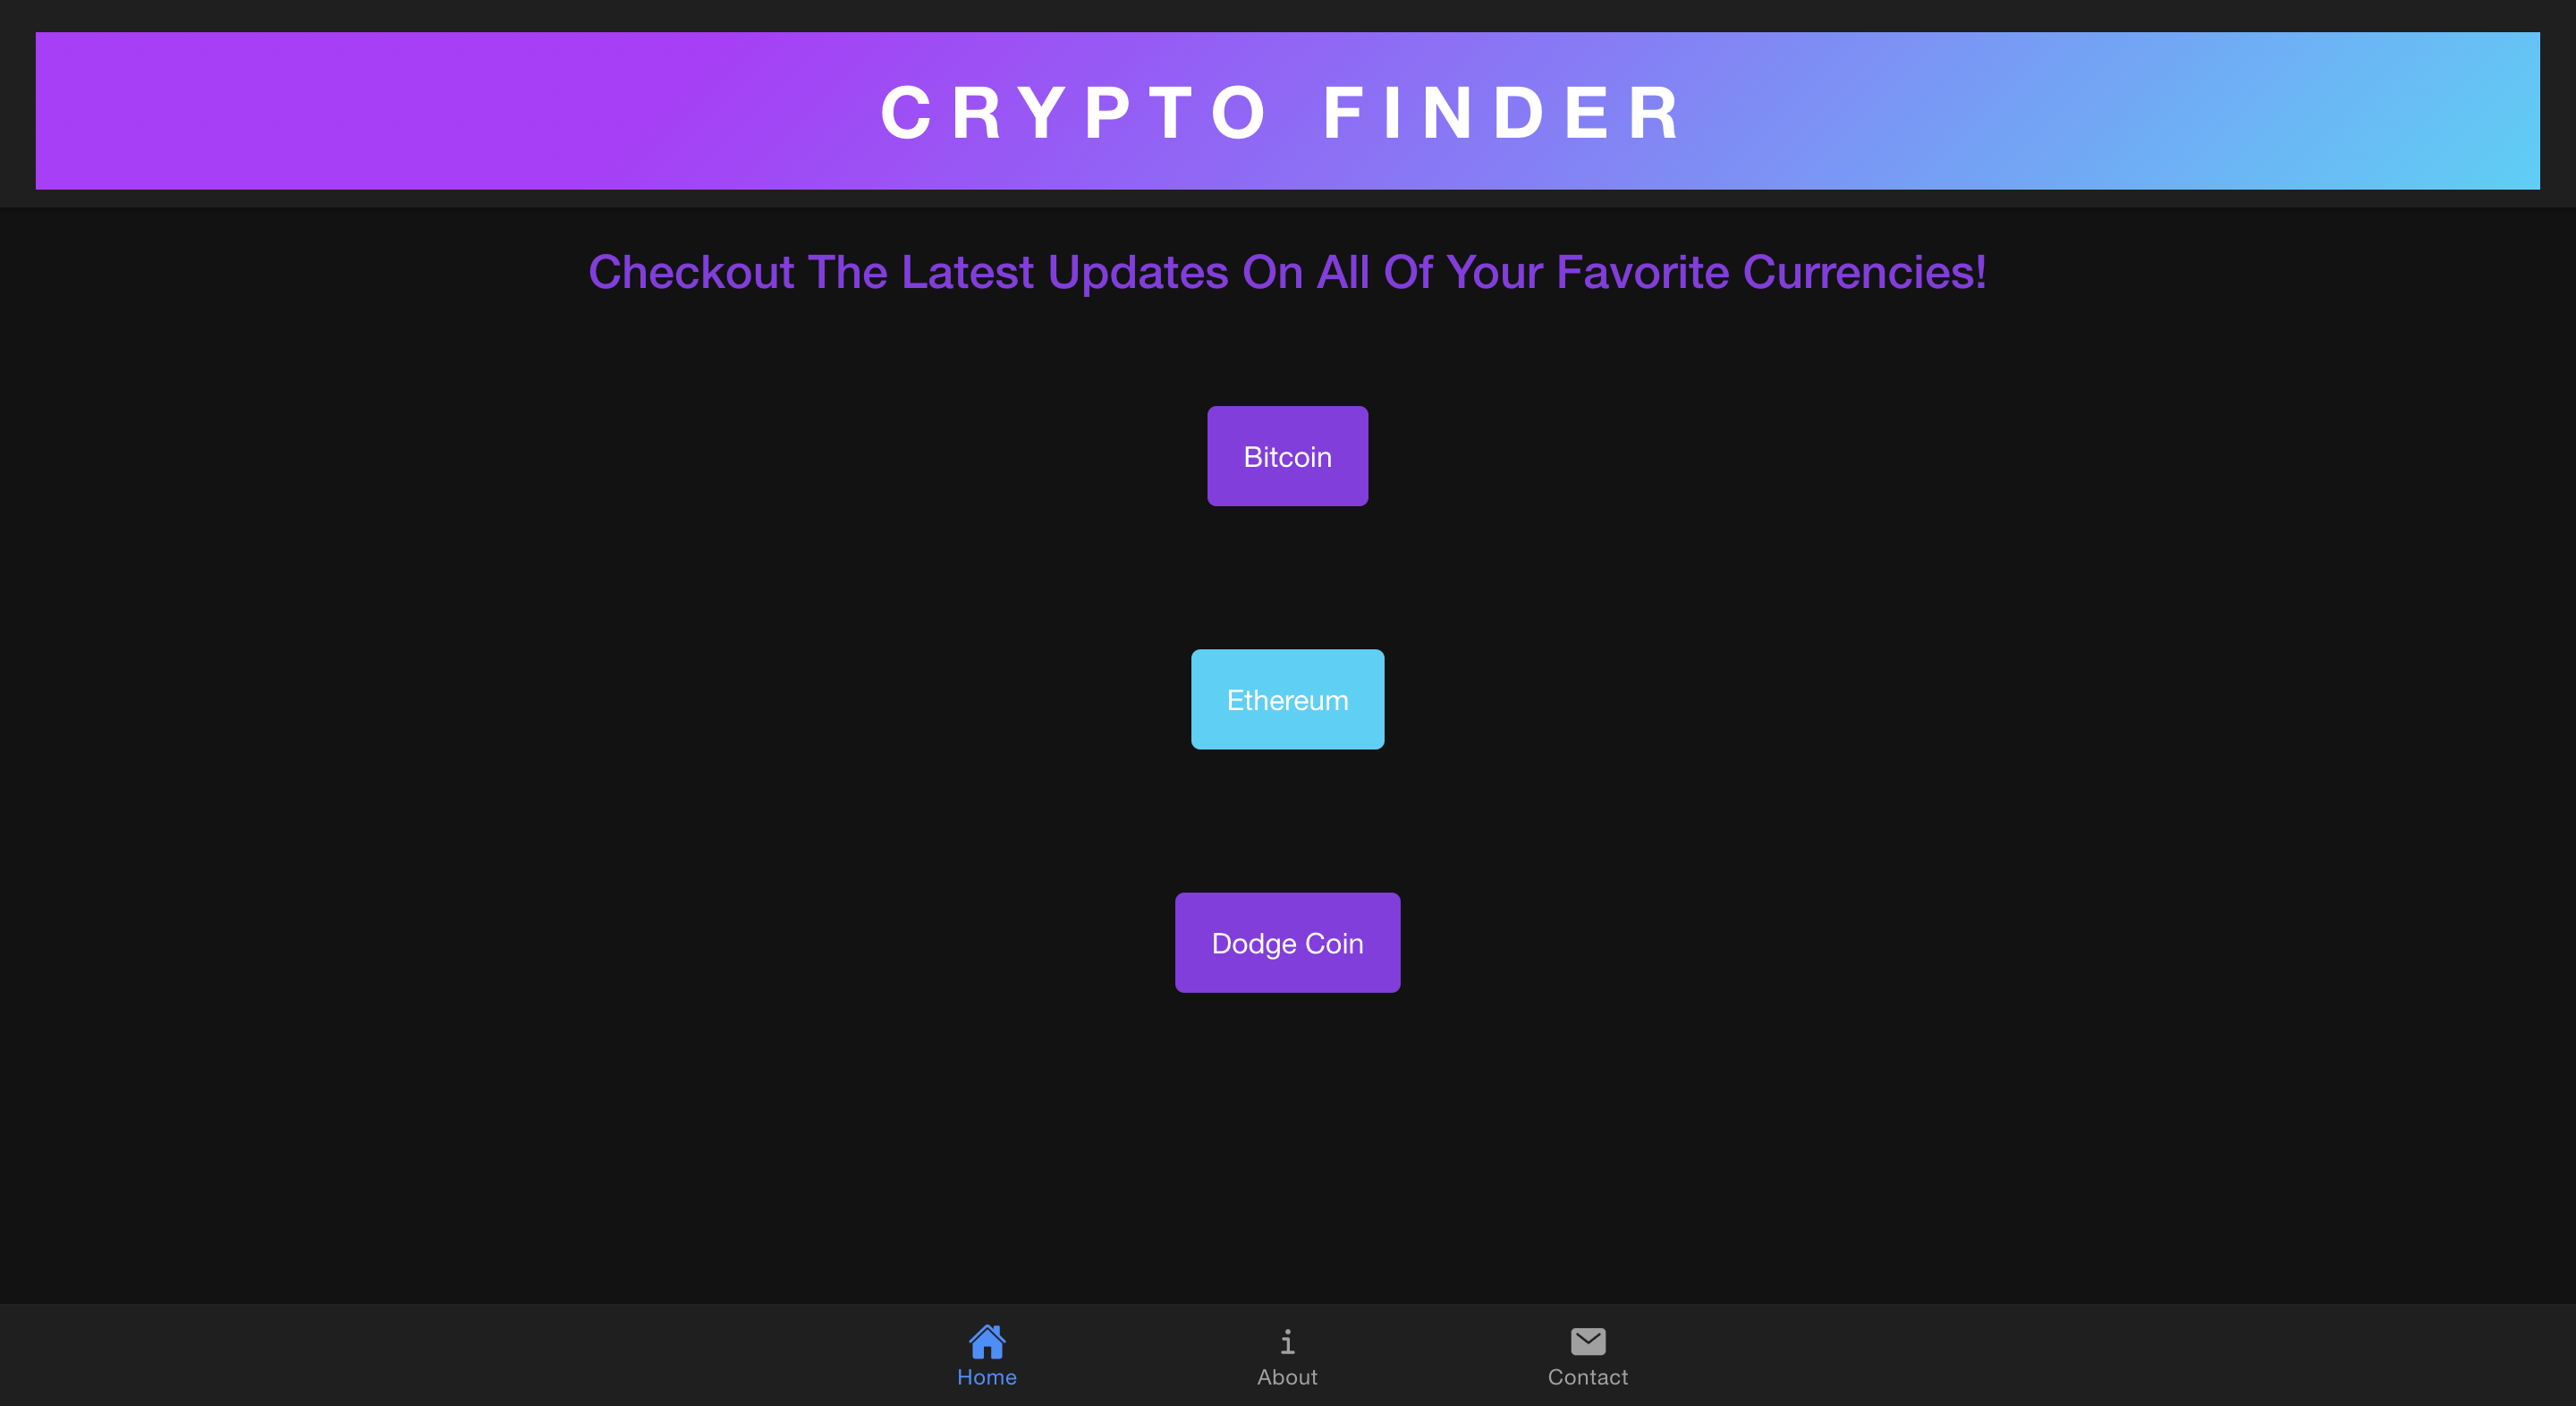 CRYPTO FINDER
Checkout The Latest Updates On All Of Your Favorite Currencies!
Bitcoin
Ethereum
Dodge Coin
Home About Contact